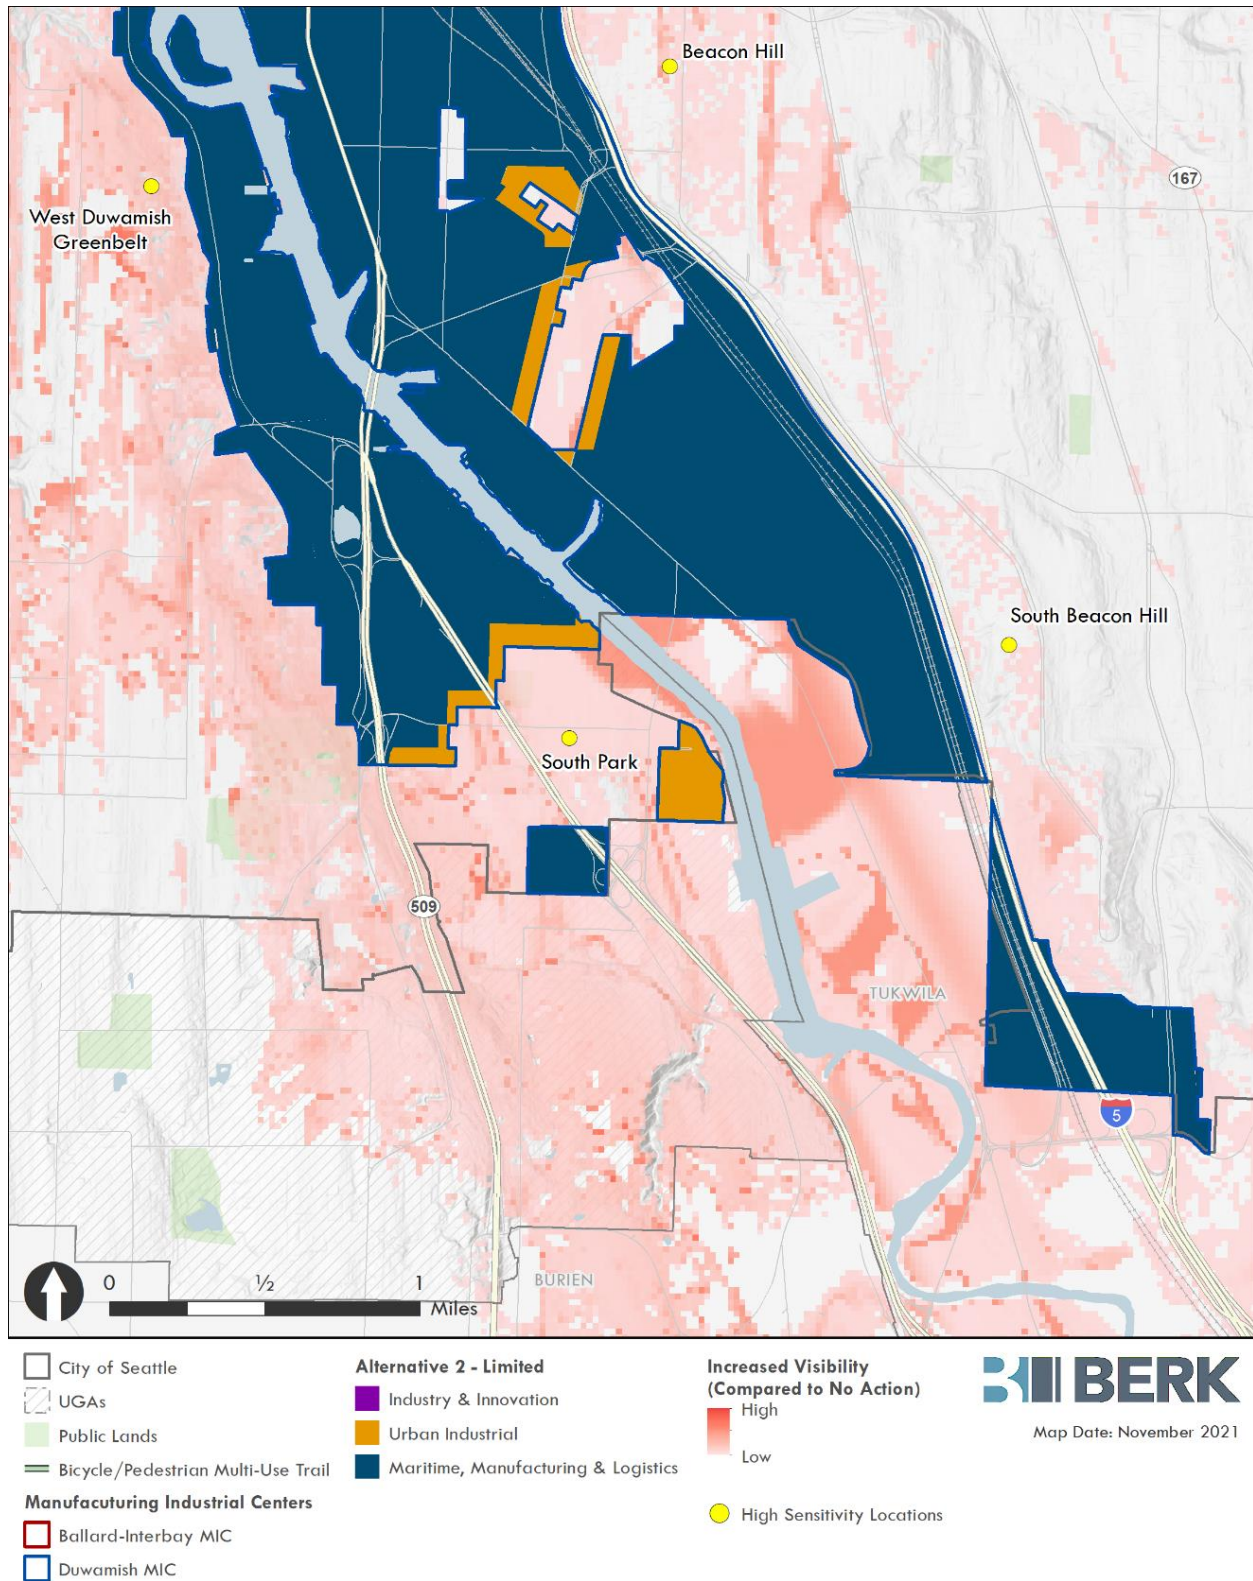 Beacon Hill
167
West Duwamish
Greenbelt
South Beacon Hill
South Park
509
TUKWILA
5
BURIEN
0 ½ 1
Miles
City of Seattle
UGAs
Public Lands
Bicycle/Pedestrian Multi-Use Trail
Manufacuturing Industrial Centers
Ballard-Interbay MIC
Duwamish MIC
Alternative 2 - Limited
Industry & Innovation
Urban Industrial
Maritime, Manufacturing & Logistics
Increased Visibility
(Compared to No Action)
High
Low
High Sensitivity Locations
BERK
Map Date: November 2021